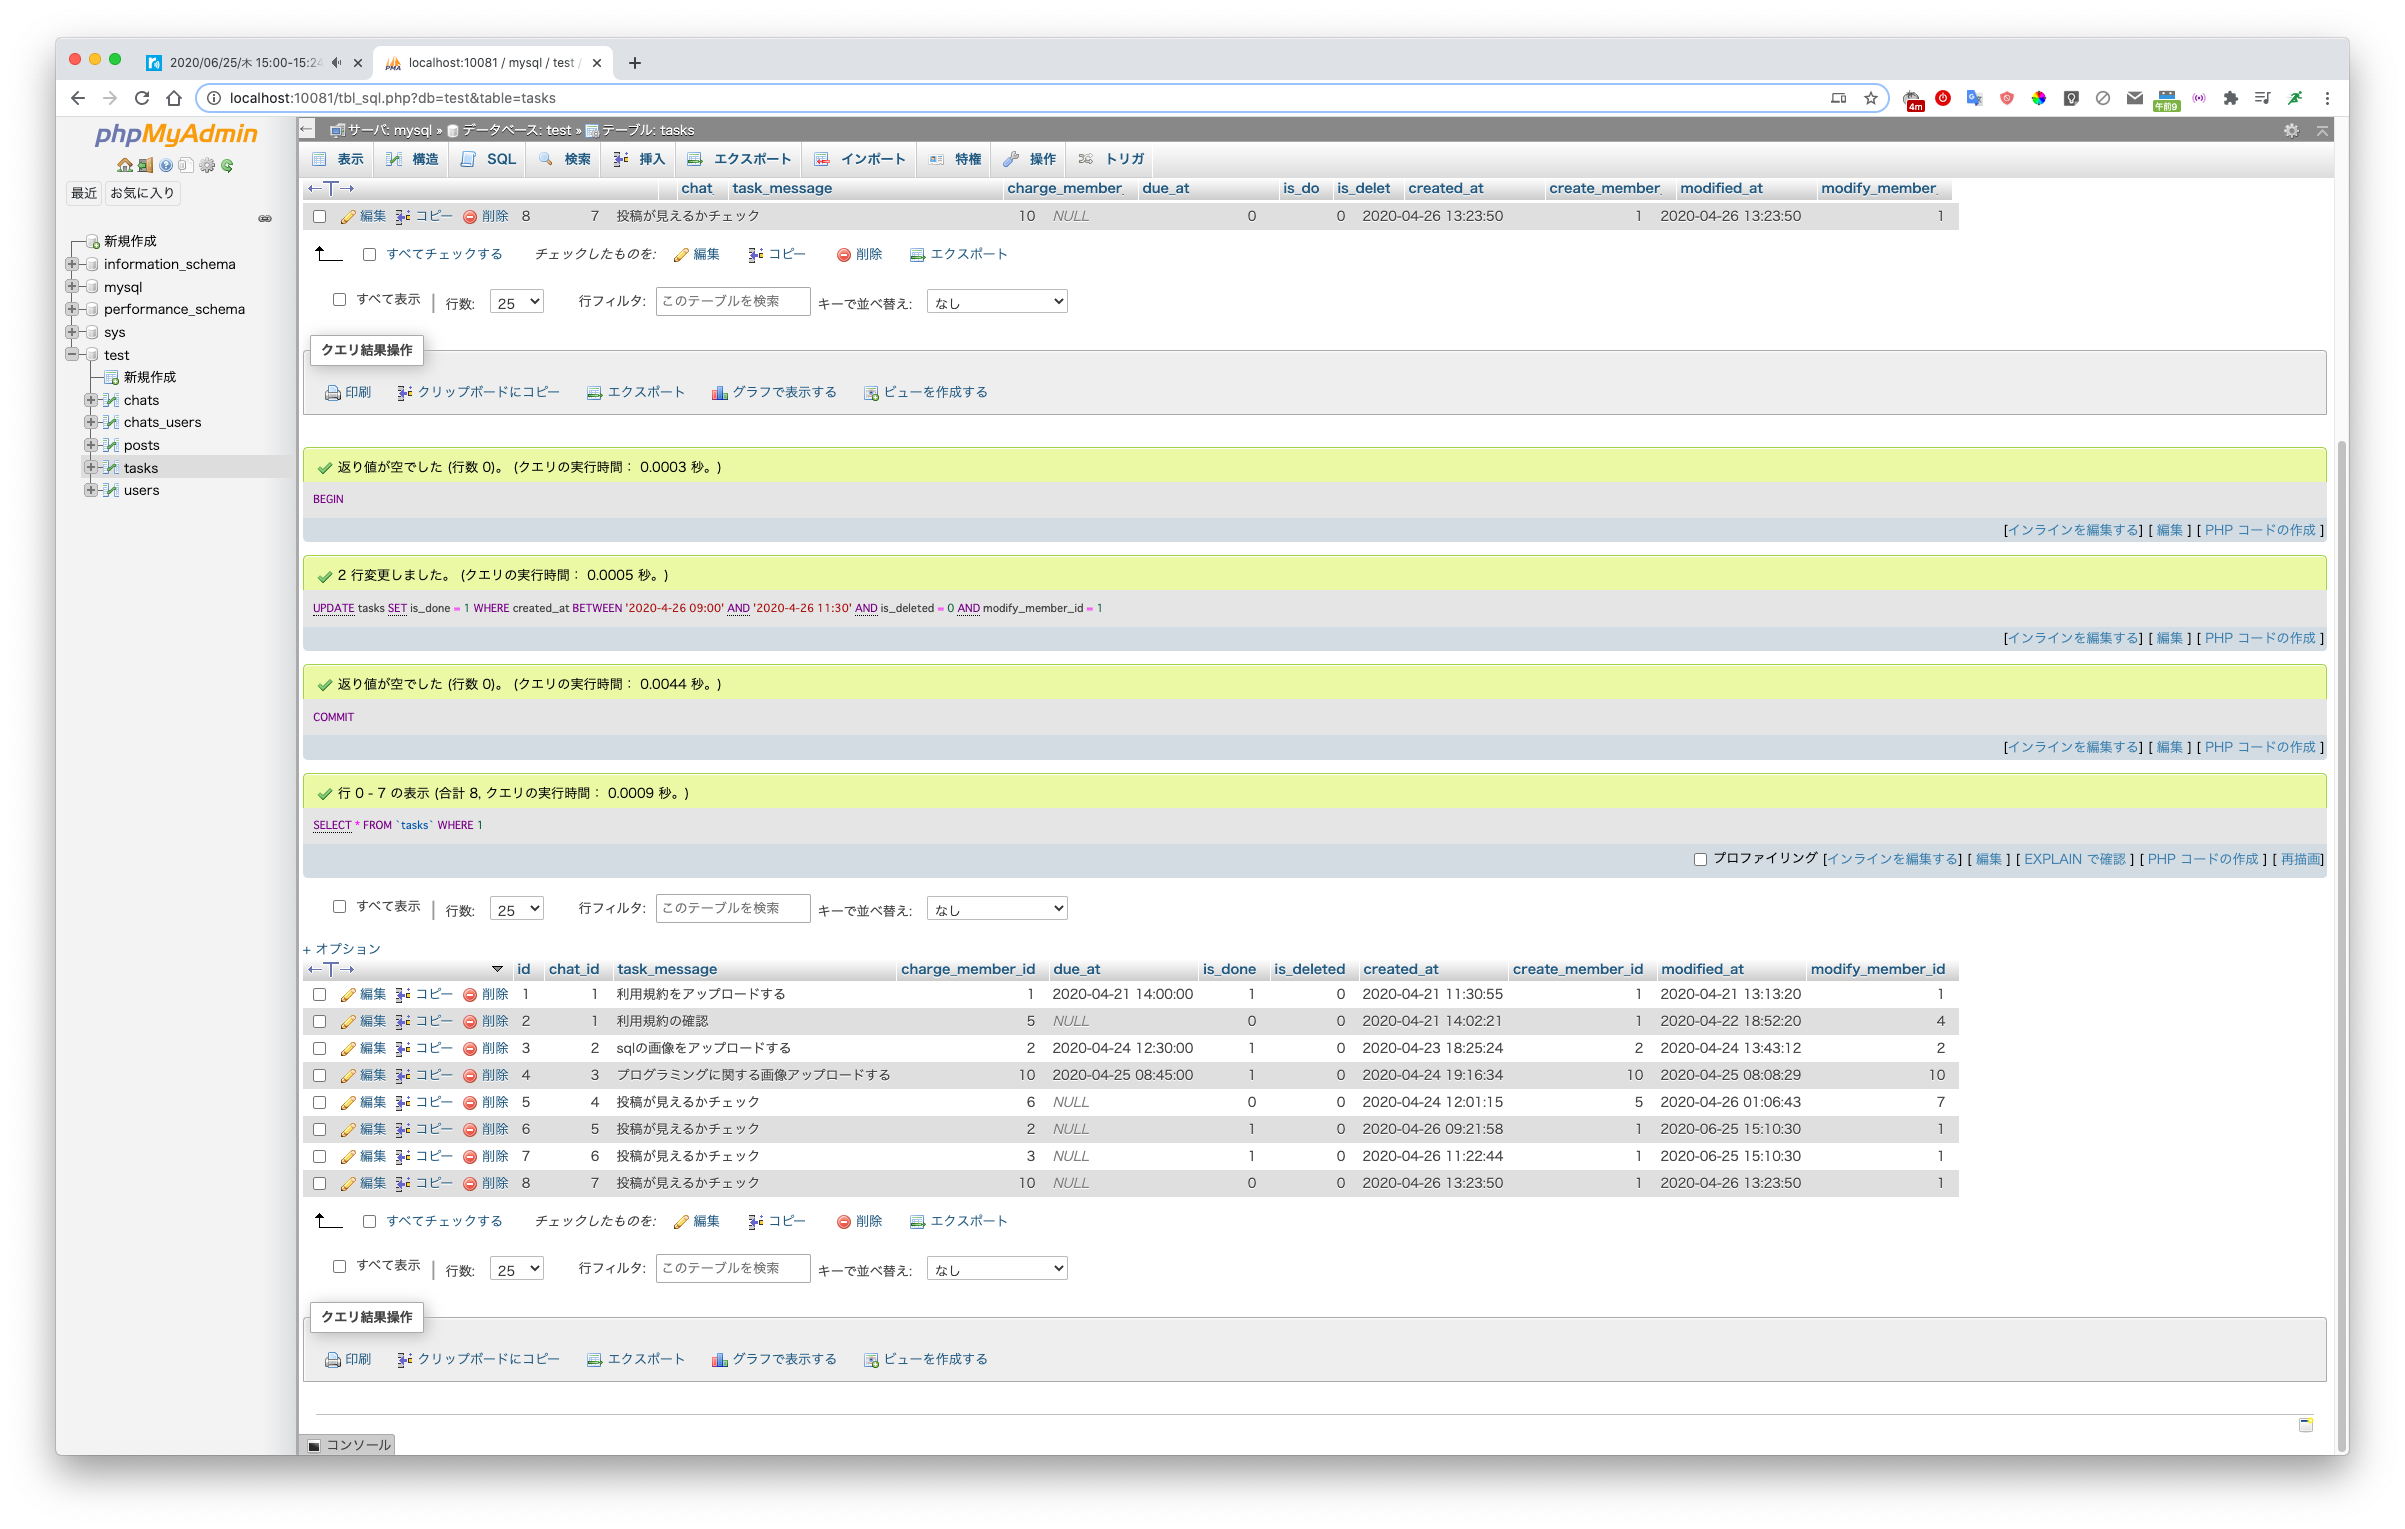 2020/06/25/木 15:00-15:24
localhost:10081 / mysql / test /
localhost:10081/tbl_sql.php?db=test&table=tasks
4m
午前9
phpMyAdmin
最近 お気に入り
新規作成
information_schema
mysql
performance_schema
sys
test
新規作成
chats
chats_users
posts
tasks
users
サーバ: mysql » データベース: test » テーブル: tasks
表示 構造 SQL 検索 挿入 エクスポート インポート 特権 操作 トリガ
←T→ chat task_message charge_member_ due_at is_do is_delet created_at create_member_ modified_at modify_member_
編集 コピー 削除 8 7 投稿が見えるかチェック 10 NULL 0 0 2020-04-26 13:23:50 1 2020-04-26 13:23:50 1
すべてチェックする チェックしたものを: 編集 コピー 削除 エクスポート
すべて表示 | 行数: 25 行フィルタ: このテーブルを検索 キーで並べ替え: なし
クエリ結果操作
印刷 クリップボードにコピー エクスポート グラフで表示する ビューを作成する
返り値が空でした (行数 0)。 (クエリの実行時間： 0.0003 秒。)
BEGIN
[インラインを編集する] [ 編集 ] [ PHP コードの作成 ]
2 行変更しました。 (クエリの実行時間： 0.0005 秒。)
UPDATE tasks SET is_done = 1 WHERE created_at BETWEEN '2020-4-26 09:00' AND '2020-4-26 11:30' AND is_deleted = 0 AND modify_member_id = 1
[インラインを編集する] [ 編集 ] [ PHP コードの作成 ]
返り値が空でした (行数 0)。 (クエリの実行時間： 0.0044 秒。)
COMMIT
[インラインを編集する] [ 編集 ] [ PHP コードの作成 ]
行 0 - 7 の表示 (合計 8, クエリの実行時間： 0.0009 秒。)
SELECT * FROM `tasks` WHERE 1
プロファイリング [インラインを編集する] [ 編集 ] [ EXPLAIN で確認 ] [ PHP コードの作成 ] [ 再描画]
すべて表示 | 行数: 25 行フィルタ: このテーブルを検索 キーで並べ替え: なし
+ オプション
←T→ id chat_id task_message charge_member_id due_at is_done is_deleted created_at create_member_id modified_at modify_member_id
編集 コピー 削除 1 1 利用規約をアップロードする 1 2020-04-21 14:00:00 1 0 2020-04-21 11:30:55 1 2020-04-21 13:13:20 1
編集 コピー 削除 2 1 利用規約の確認 5 NULL 0 0 2020-04-21 14:02:21 1 2020-04-22 18:52:20 4
編集 コピー 削除 3 2 sqlの画像をアップロードする 2 2020-04-24 12:30:00 1 0 2020-04-23 18:25:24 2 2020-04-24 13:43:12 2
編集 コピー 削除 4 3 プログラミングに関する画像アップロードする 10 2020-04-25 08:45:00 1 0 2020-04-24 19:16:34 10 2020-04-25 08:08:29 10
編集 コピー 削除 5 4 投稿が見えるかチェック 6 NULL 0 0 2020-04-24 12:01:15 5 2020-04-26 01:06:43 7
編集 コピー 削除 6 5 投稿が見えるかチェック 2 NULL 1 0 2020-04-26 09:21:58 1 2020-06-25 15:10:30 1
編集 コピー 削除 7 6 投稿が見えるかチェック 3 NULL 1 0 2020-04-26 11:22:44 1 2020-06-25 15:10:30 1
編集 コピー 削除 8 7 投稿が見えるかチェック 10 NULL 0 0 2020-04-26 13:23:50 1 2020-04-26 13:23:50 1
すべてチェックする チェックしたものを: 編集 コピー 削除 エクスポート
すべて表示 | 行数: 25 行フィルタ: このテーブルを検索 キーで並べ替え: なし
クエリ結果操作
印刷 クリップボードにコピー エクスポート グラフで表示する ビューを作成する
コンソール